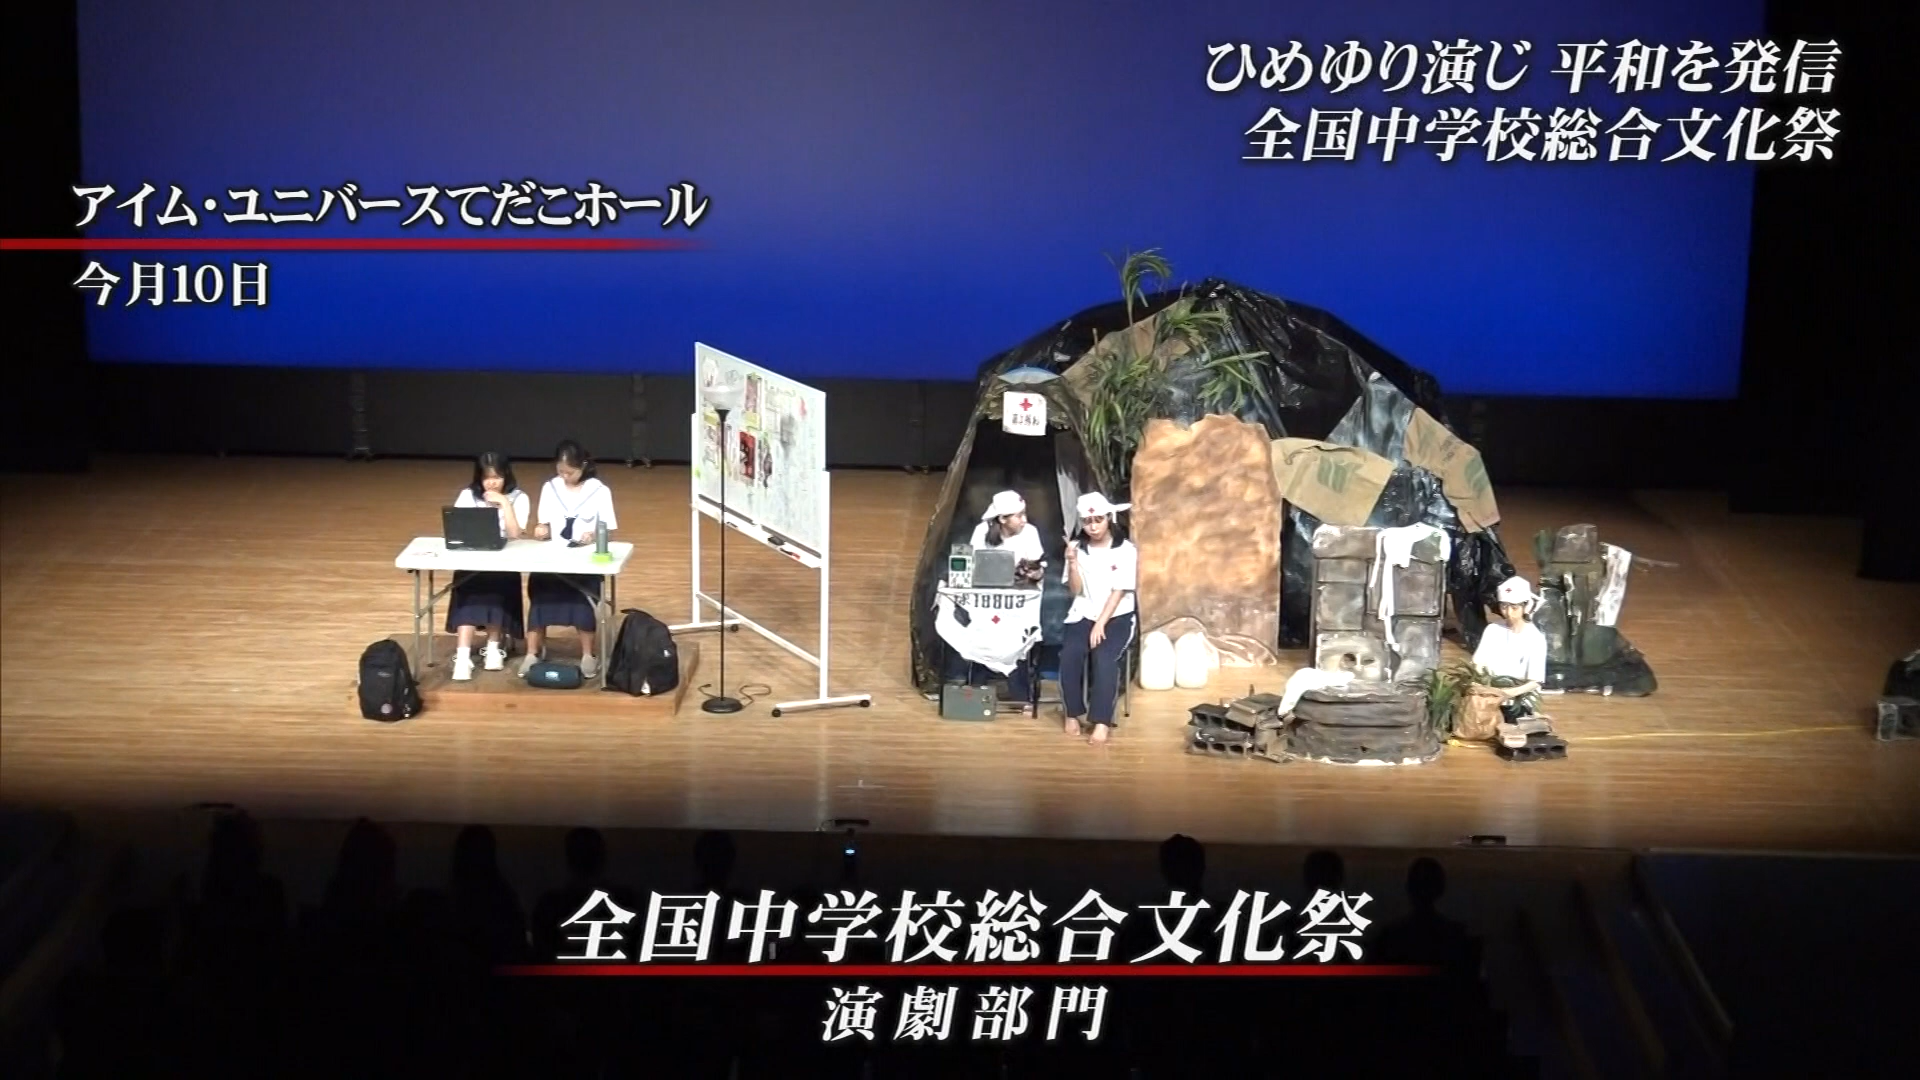 ひめゆり演じ 平和を発信
全国中学校総合文化祭
アイム・ユニバースてだこホール
今月10日
全国中学校総合文化祭
演劇部門